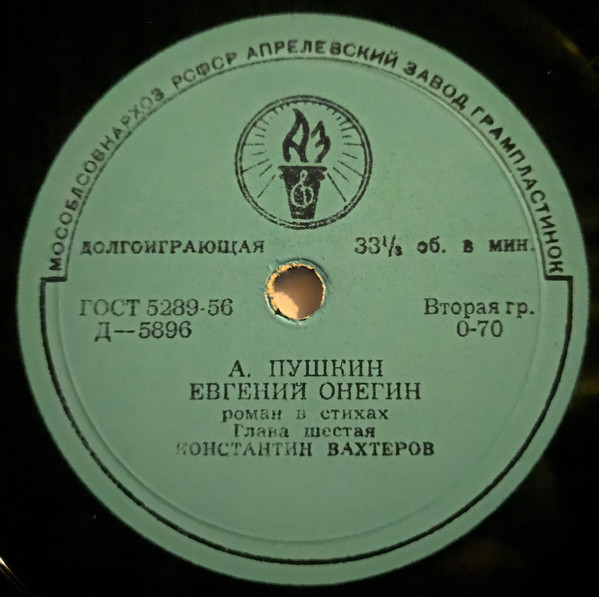 МОСОБЛСОВНАРХОЗ РСФСР АПРЕЛЕВСКИЙ ЗАВОД ГРАМПЛАСТИНОК
АЗ
ДОЛГОИГРАЮЩАЯ 33⅓ об. в мин.
ГОСТ 5289-56 Вторая гр.
Д—5896 0-70
А. ПУШКИН
ЕВГЕНИЙ ОНЕГИН
роман в стихах
Глава шестая
КОНСТАНТИН ВАХТЕРОВ